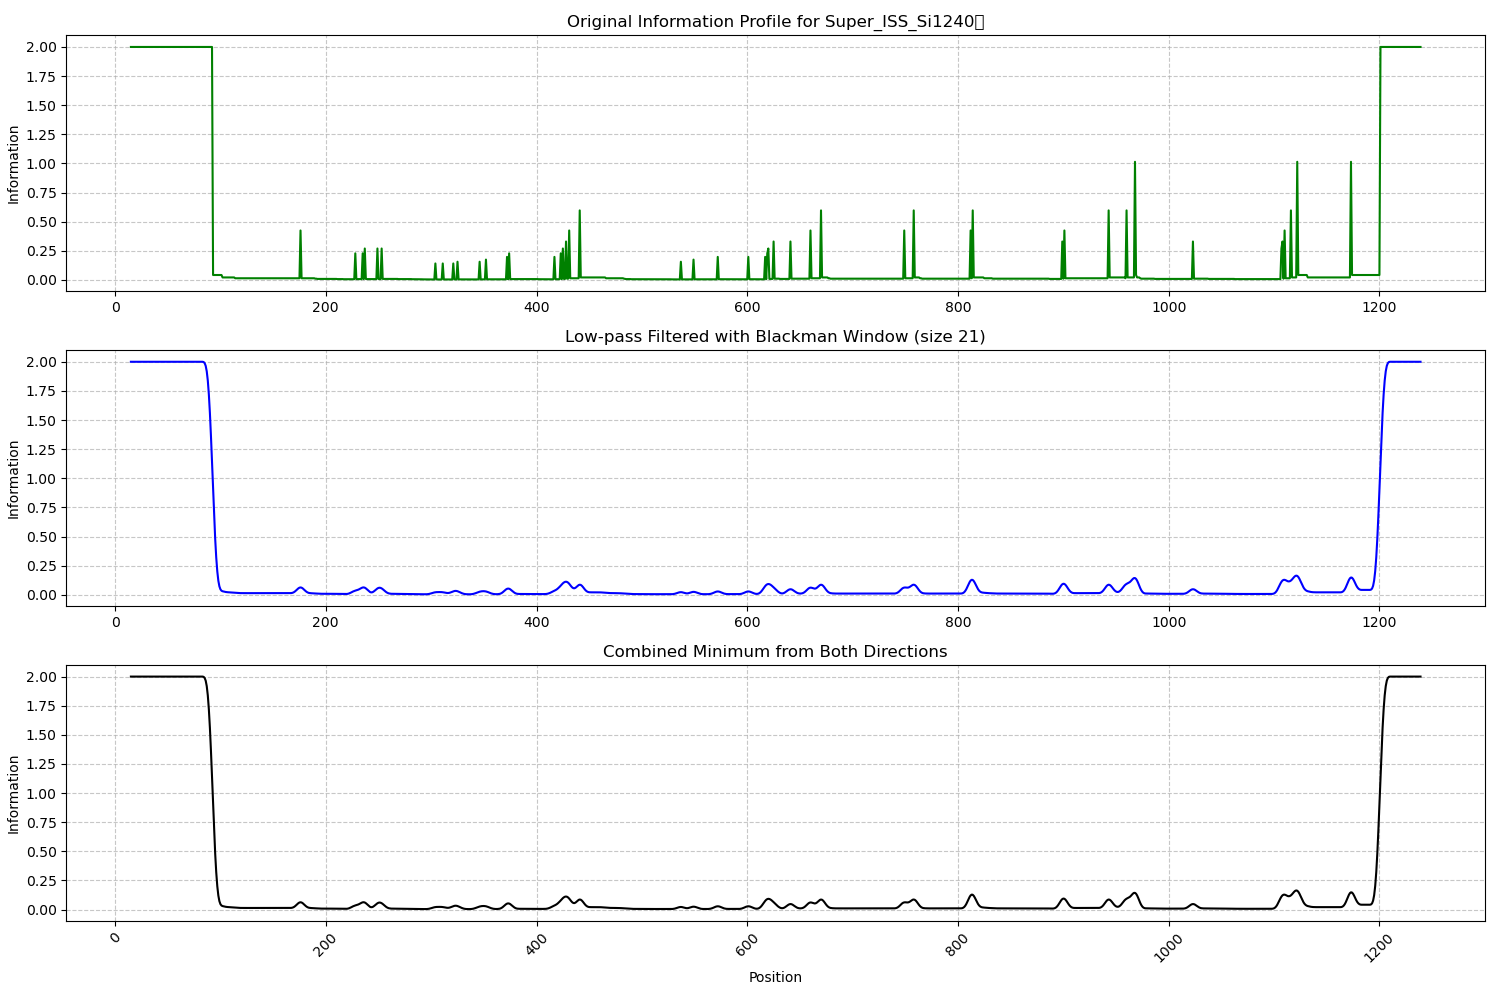 Original Information Profile for Super_ISS_Si1240
2.00
1.75
1.50
1.25
1.00
0.75
0.50
0.25
0.00
Information
0 200 400 600 800 1000 1200
Low-pass Filtered with Blackman Window (size 21)
2.00
1.75
1.50
1.25
1.00
0.75
0.50
0.25
0.00
Information
0 200 400 600 800 1000 1200
Combined Minimum from Both Directions
2.00
1.75
1.50
1.25
1.00
0.75
0.50
0.25
0.00
Information
0 200 400 600 800 1000 1200
Position